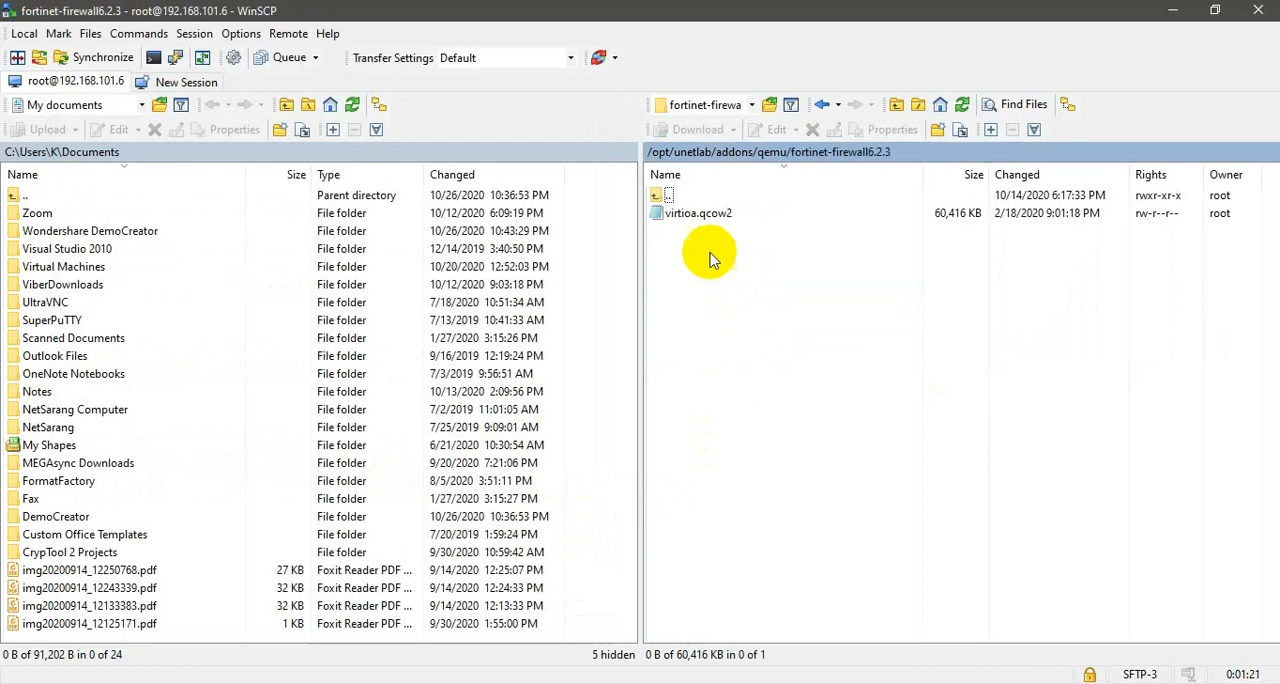 fortinet-firewall6.2.3 - root@192.168.101.6 - WinSCP
Local Mark Files Commands Session Options Remote Help
Synchronize Queue Transfer Settings Default
root@192.168.101.6 New Session
My documents fortinet-firewa Find Files
Upload Edit Properties Download Edit Properties
C:\Users\K\Documents /opt/unetlab/addons/qemu/fortinet-firewall6.2.3
Name Size Type Changed Name Size Changed Rights Owner
.. Parent directory 10/26/2020 10:36:53 PM .. 10/14/2020 6:17:33 PM rwxr-xr-x root
Zoom File folder 10/12/2020 6:09:19 PM virtioa.qcow2 60,416 KB 2/18/2020 9:01:18 PM rw-r--r-- root
Wondershare DemoCreator File folder 10/26/2020 10:43:29 PM
Visual Studio 2010 File folder 12/14/2019 3:40:50 PM
Virtual Machines File folder 10/20/2020 12:52:03 PM
ViberDownloads File folder 10/12/2020 9:03:18 PM
UltraVNC File folder 7/18/2020 10:51:34 AM
SuperPuTTY File folder 7/13/2019 10:41:33 AM
Scanned Documents File folder 1/27/2020 3:15:26 PM
Outlook Files File folder 9/16/2019 12:19:24 PM
OneNote Notebooks File folder 7/3/2019 9:56:51 AM
Notes File folder 10/13/2020 2:09:56 PM
NetSarang Computer File folder 7/2/2019 11:01:05 AM
NetSarang File folder 7/25/2019 9:09:01 AM
My Shapes File folder 6/21/2020 10:30:54 AM
MEGAsync Downloads File folder 9/20/2020 7:21:06 PM
FormatFactory File folder 8/5/2020 3:51:11 PM
Fax File folder 1/27/2020 3:15:27 PM
DemoCreator File folder 10/26/2020 10:36:53 PM
Custom Office Templates File folder 7/20/2019 1:59:24 PM
CrypTool 2 Projects File folder 9/30/2020 10:59:42 AM
img20200914_12250768.pdf 27 KB Foxit Reader PDF ... 9/14/2020 12:25:07 PM
img20200914_12243339.pdf 32 KB Foxit Reader PDF ... 9/14/2020 12:24:33 PM
img20200914_12133383.pdf 32 KB Foxit Reader PDF ... 9/14/2020 12:13:33 PM
img20200914_12125171.pdf 1 KB Foxit Reader PDF ... 9/30/2020 1:55:00 PM
0 B of 91,202 B in 0 of 24 5 hidden 0 B of 60,416 KB in 0 of 1
SFTP-3 0:01:21